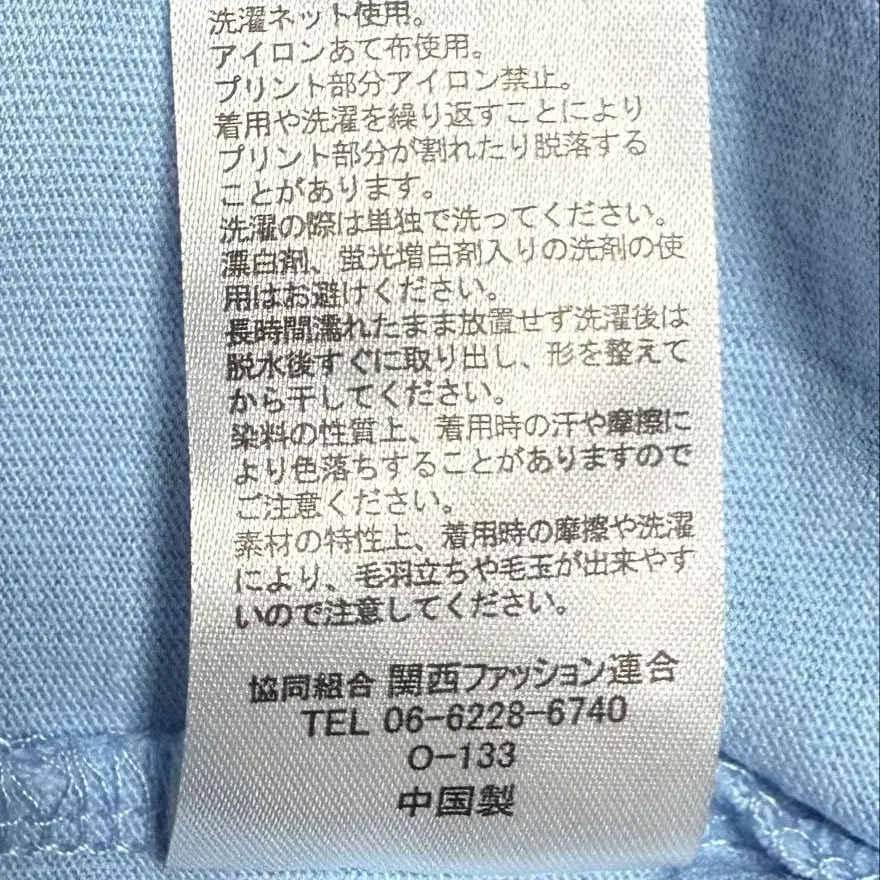 洗濯ネット使用。
アイロンあて布使用。
プリント部分アイロン禁止。
着用や洗濯を繰り返すことにより
プリント部分が割れたり脱落する
ことがあります。
洗濯の際は単独で洗ってください。
漂白剤、蛍光増白剤入りの洗剤の使
用はお避けください。
長時間濡れたまま放置せず洗濯後は
脱水後すぐに取り出し、形を整えて
から干してください。
染料の性質上、着用時の汗や摩擦に
より色落ちすることがありますので
ご注意ください。
素材の特性上、着用時の摩擦や洗濯
により、毛羽立ちや毛玉が出来やす
いので注意してください。
協同組合 関西ファッション連合
TEL 06-6228-6740
O-133
中国製